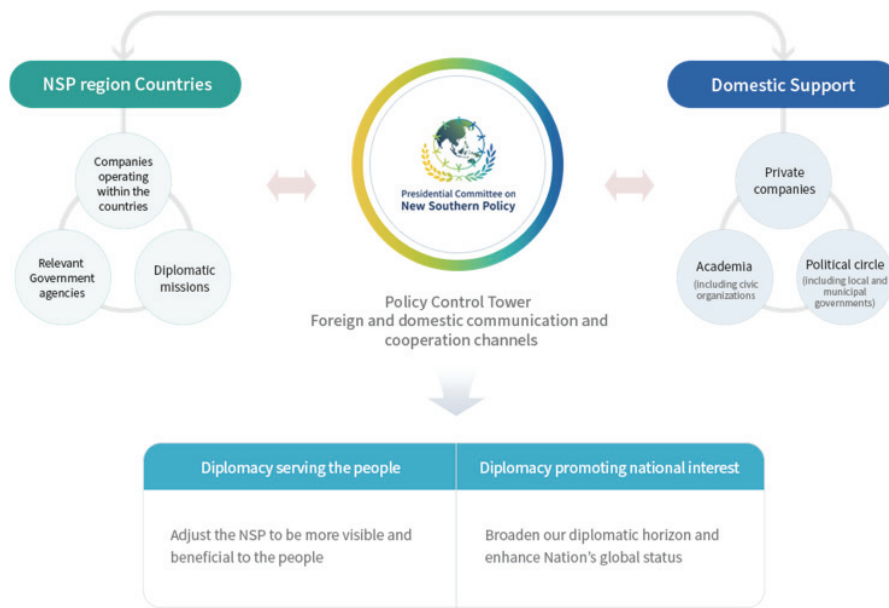 NSP region Countries
Companies
operating
within the
countries
Relevant
Government
agencies
Diplomatic
missions
Presidential Committee on
New Southern Policy
Policy Control Tower
Foreign and domestic communication and
cooperation channels
Domestic Support
Private
companies
Academia
(including civic
organizations
Political circle
(including local and
municipal
governments)
Diplomacy serving the people
Diplomacy promoting national interest
Adjust the NSP to be more visible and
beneficial to the people
Broaden our diplomatic horizon and
enhance Nation's global status